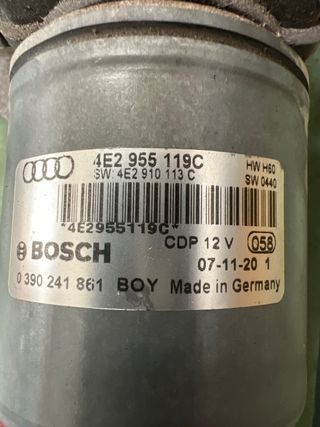 4E2 955 119C
SW: 4E2 910 113 C
HW H60
SW 0440
*4E2955119C*
BOSCH
CDP 12 V
058
07-11-20 1
0 390 241 861 BOY Made in Germany